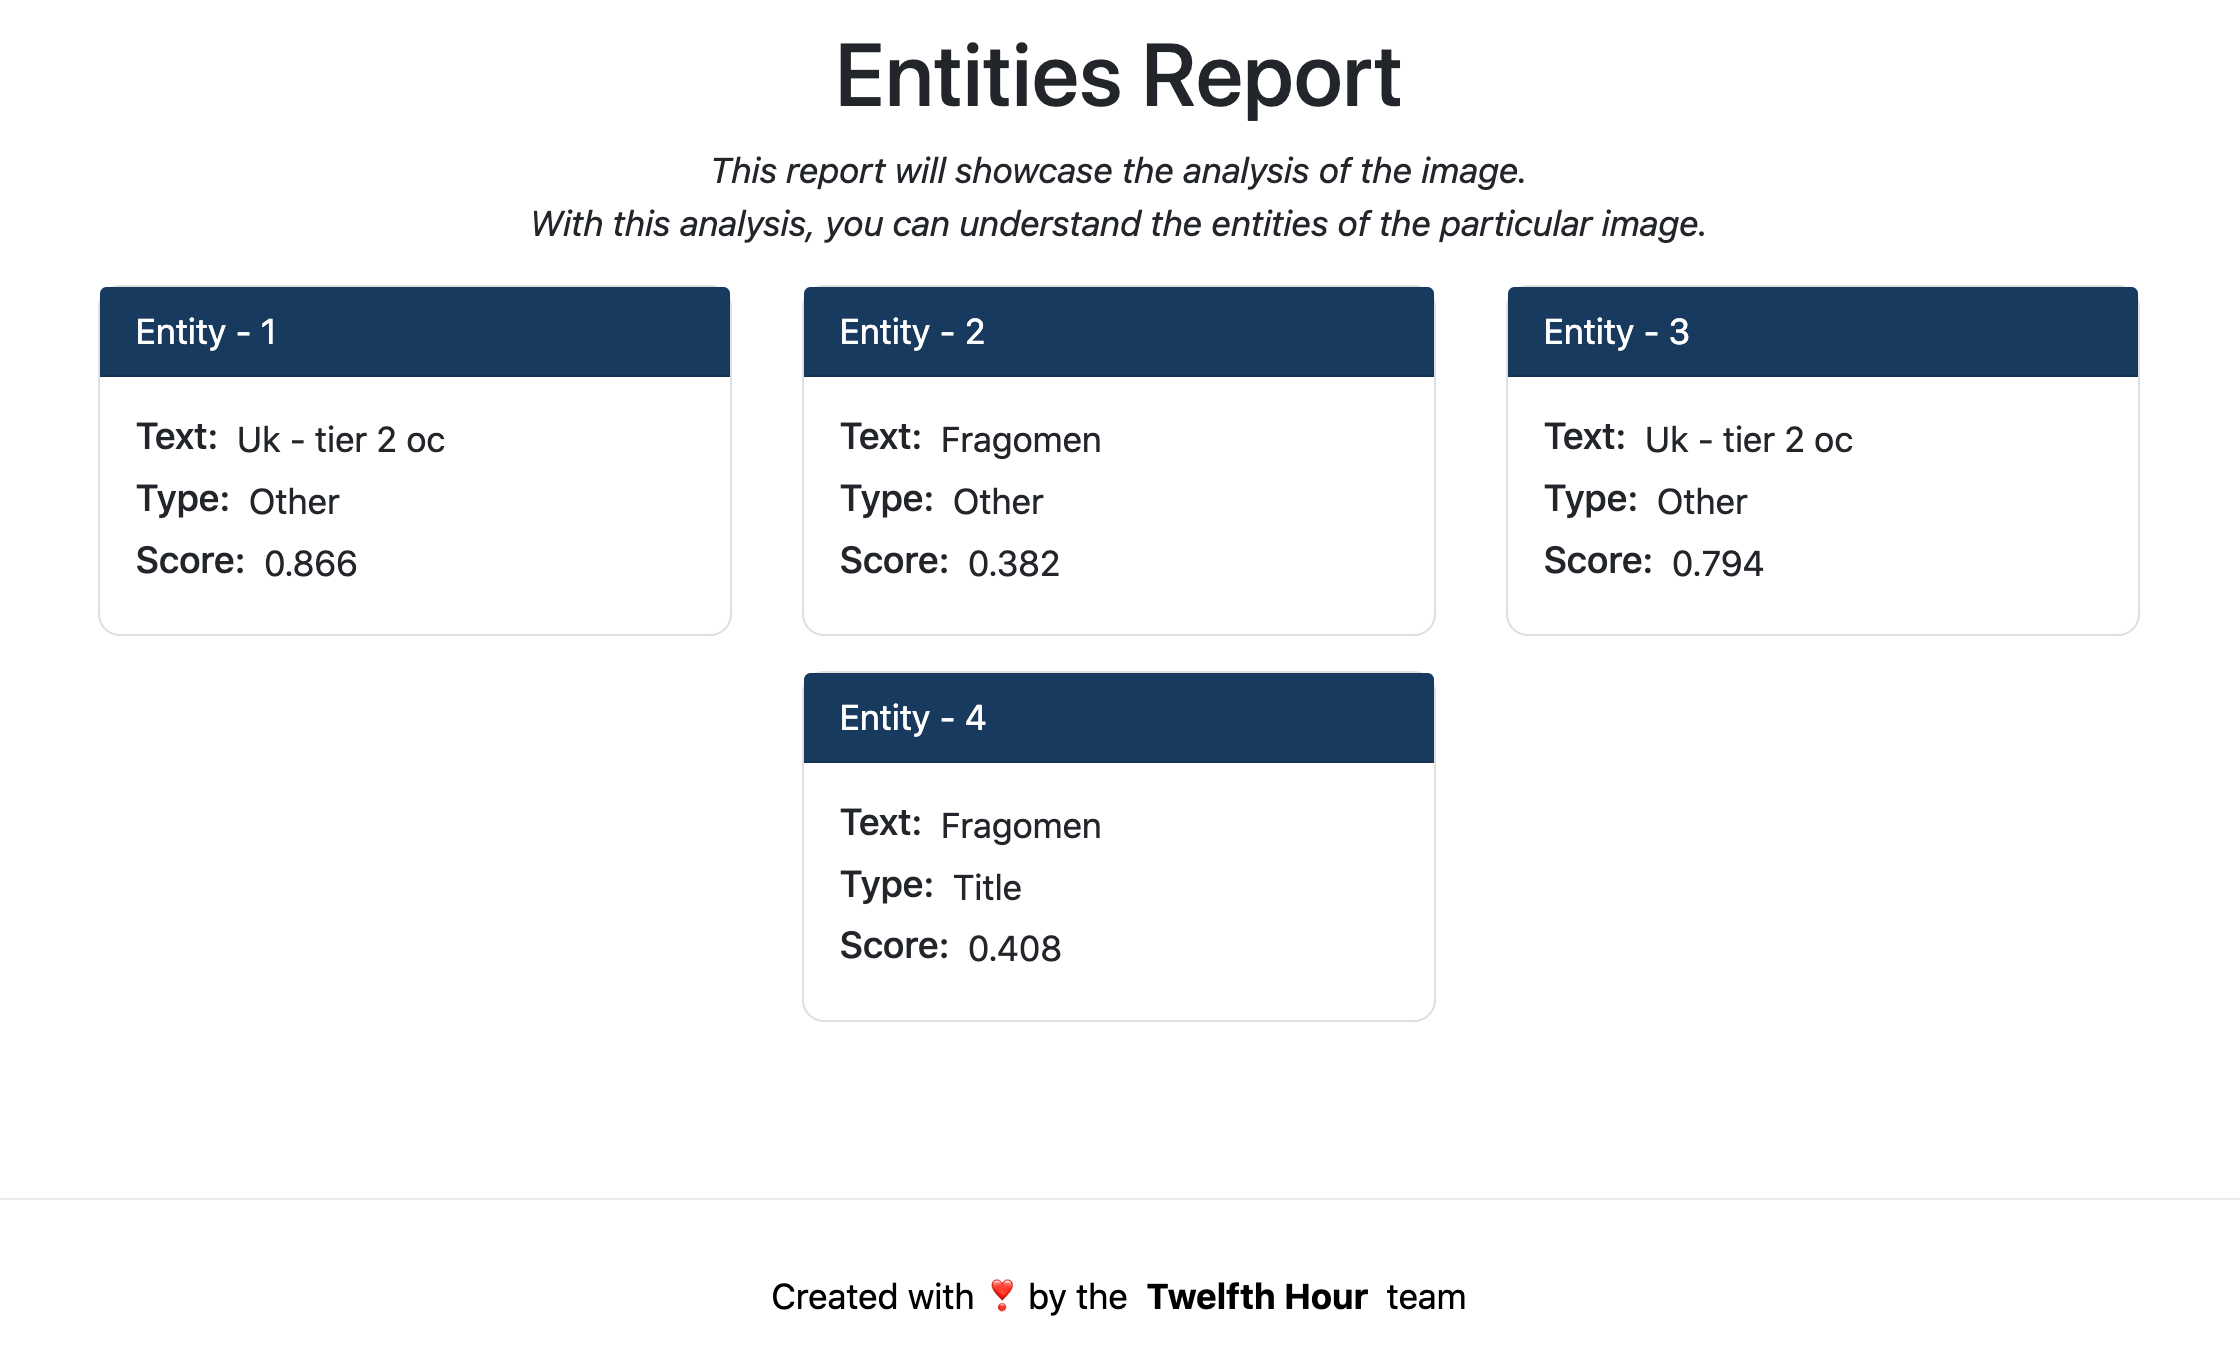 Entities Report
This report will showcase the analysis of the image.
With this analysis, you can understand the entities of the particular image.
Entity - 1
Text: Uk - tier 2 oc
Type: Other
Score: 0.866
Entity - 2
Text: Fragomen
Type: Other
Score: 0.382
Entity - 3
Text: Uk - tier 2 oc
Type: Other
Score: 0.794
Entity - 4
Text: Fragomen
Type: Title
Score: 0.408
Created with ❣️ by the Twelfth Hour team